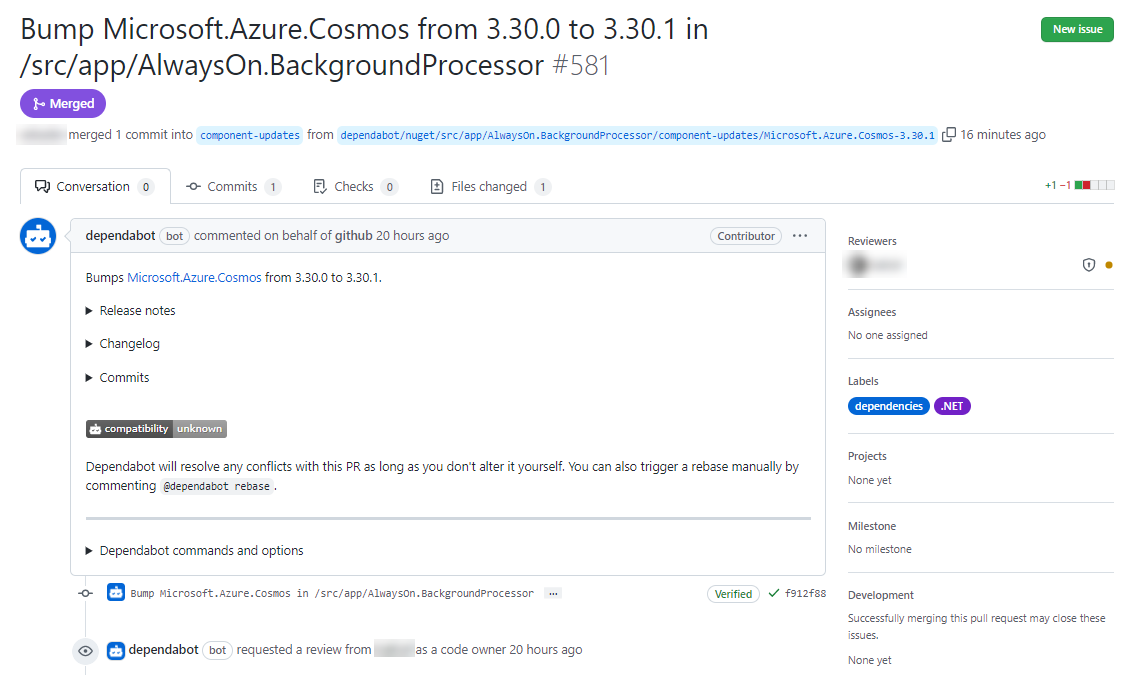 Bump Microsoft.Azure.Cosmos from 3.30.0 to 3.30.1 in
/src/app/AlwaysOn.BackgroundProcessor #581
New issue
Merged
merged 1 commit into component-updates from dependabot/nuget/src/app/AlwaysOn.BackgroundProcessor/component-updates/Microsoft.Azure.Cosmos-3.30.1 16 minutes ago
Conversation 0 Commits 1 Checks 0 Files changed 1 +1 −1
dependabot bot commented on behalf of github 20 hours ago Contributor ···
Bumps Microsoft.Azure.Cosmos from 3.30.0 to 3.30.1.
Release notes
Changelog
Commits
compatibility unknown
Dependabot will resolve any conflicts with this PR as long as you don't alter it yourself. You can also trigger a rebase manually by
commenting @dependabot rebase.
Dependabot commands and options
Bump Microsoft.Azure.Cosmos in /src/app/AlwaysOn.BackgroundProcessor ... Verified f912f88
dependabot bot requested a review from as a code owner 20 hours ago
Reviewers
Assignees
No one assigned
Labels
dependencies .NET
Projects
None yet
Milestone
No milestone
Development
Successfully merging this pull request may close these
issues.
None yet